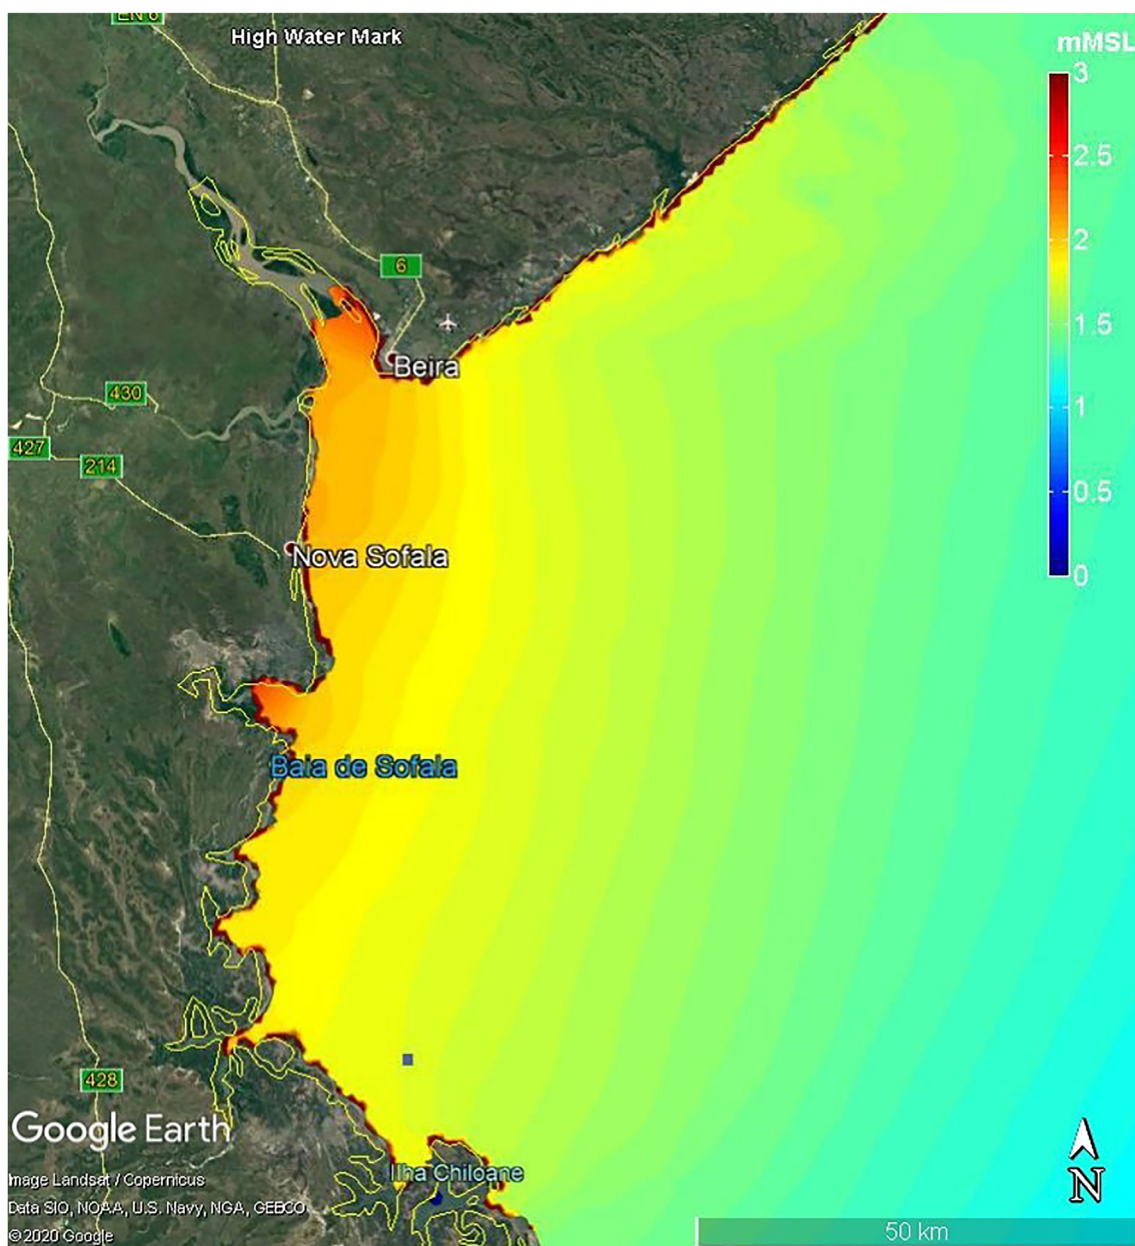 EN 6
High Water Mark
mMSL
3
2.5
2
1.5
1
0.5
0
6
Beira
430
427
214
Nova Sofala
Baia de Sofala
428
Google Earth
Image Landsat / Copernicus
Data SIO, NOAA, U.S. Navy, NGA, GEBCO
© 2020 Google
Ilha Chiloane
N
50 km